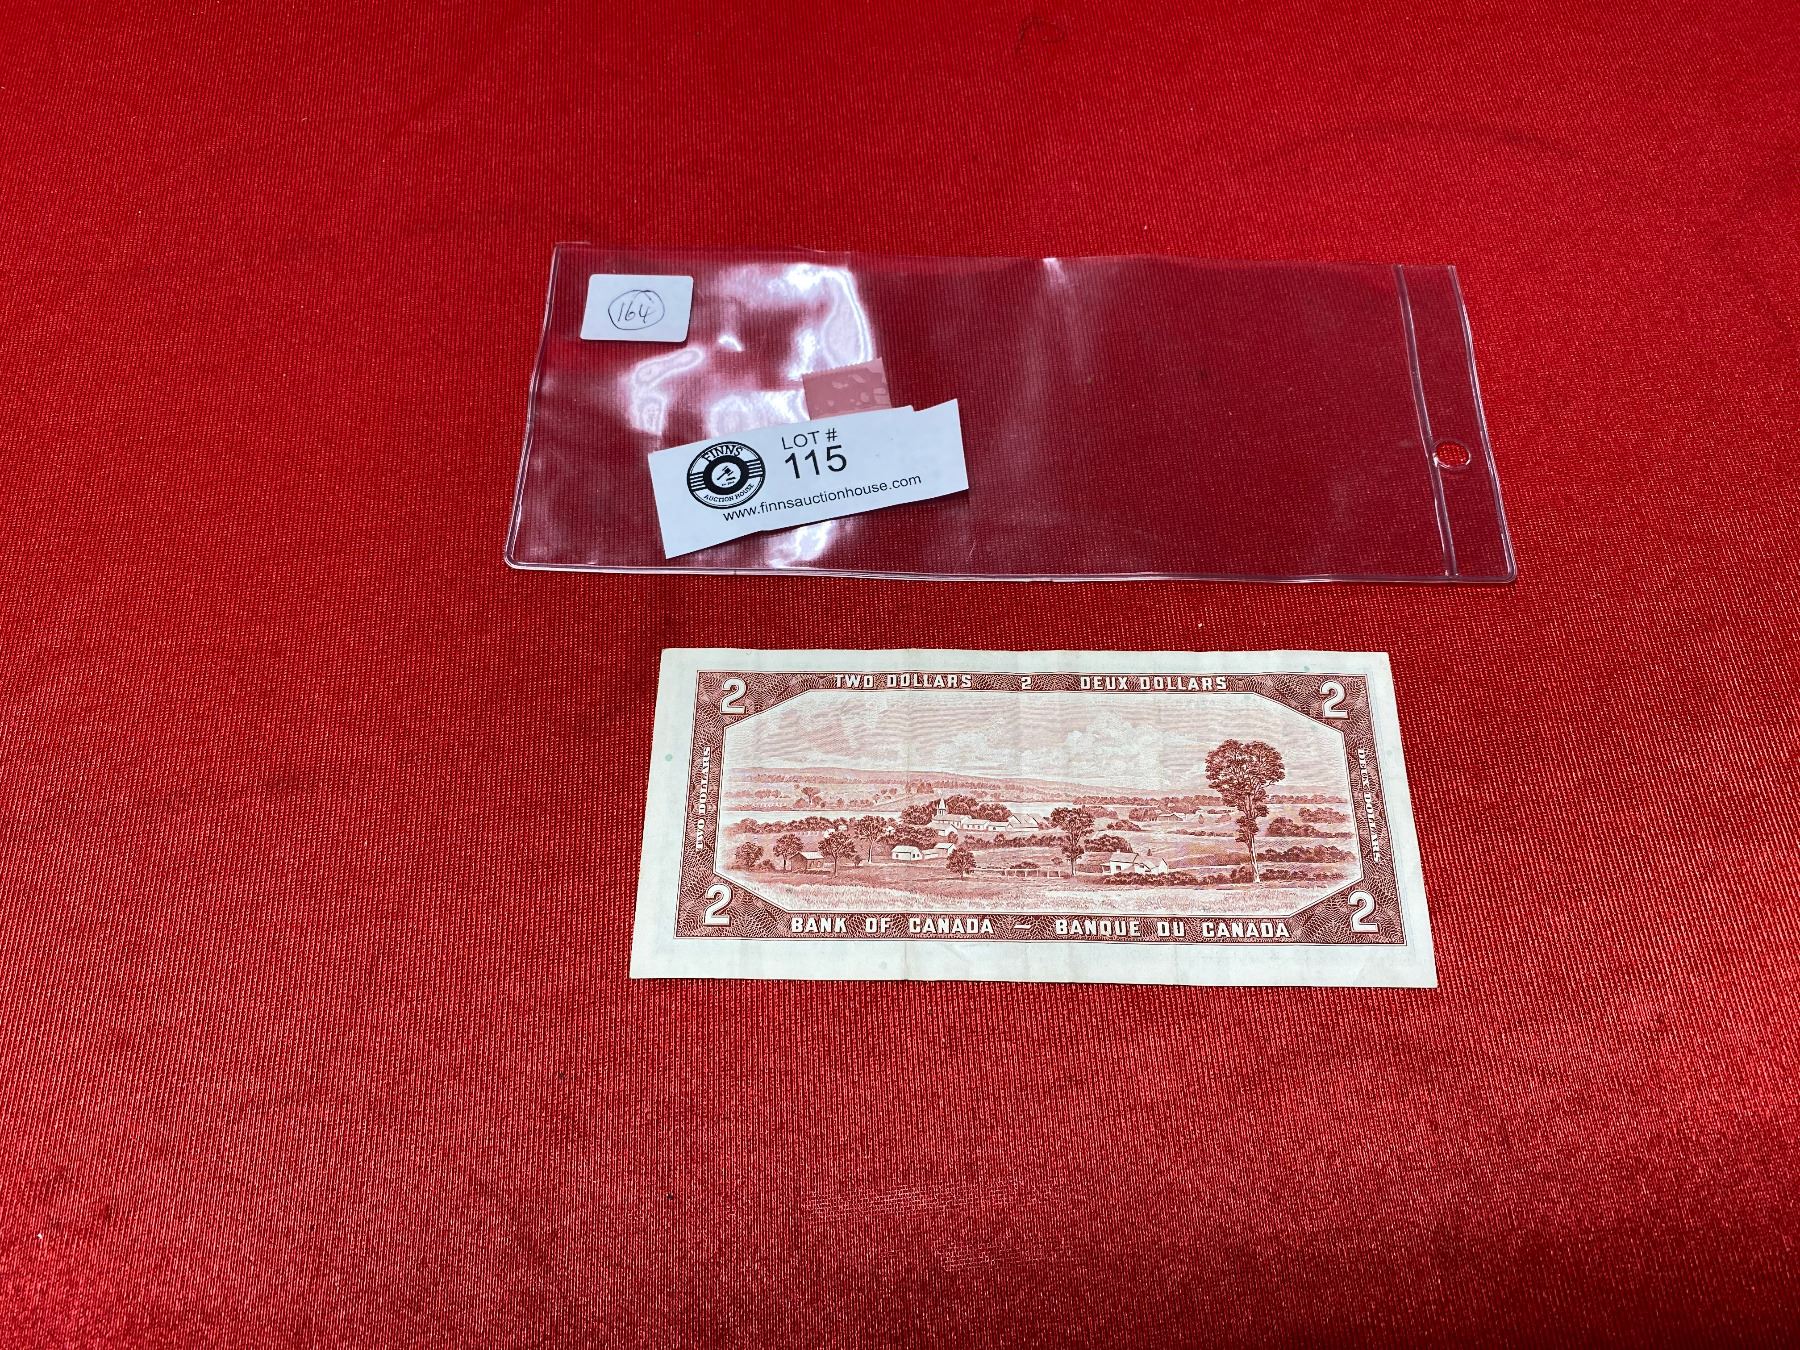 164
FINNS
AUCTION HOUSE
LOT #
115
www.finnsauctionhouse.com
2 TWO DOLLARS 2 DEUX DOLLARS 2
TWO DOLLARS
DEUX DOLLARS
2 BANK OF CANADA — BANQUE DU CANADA 2